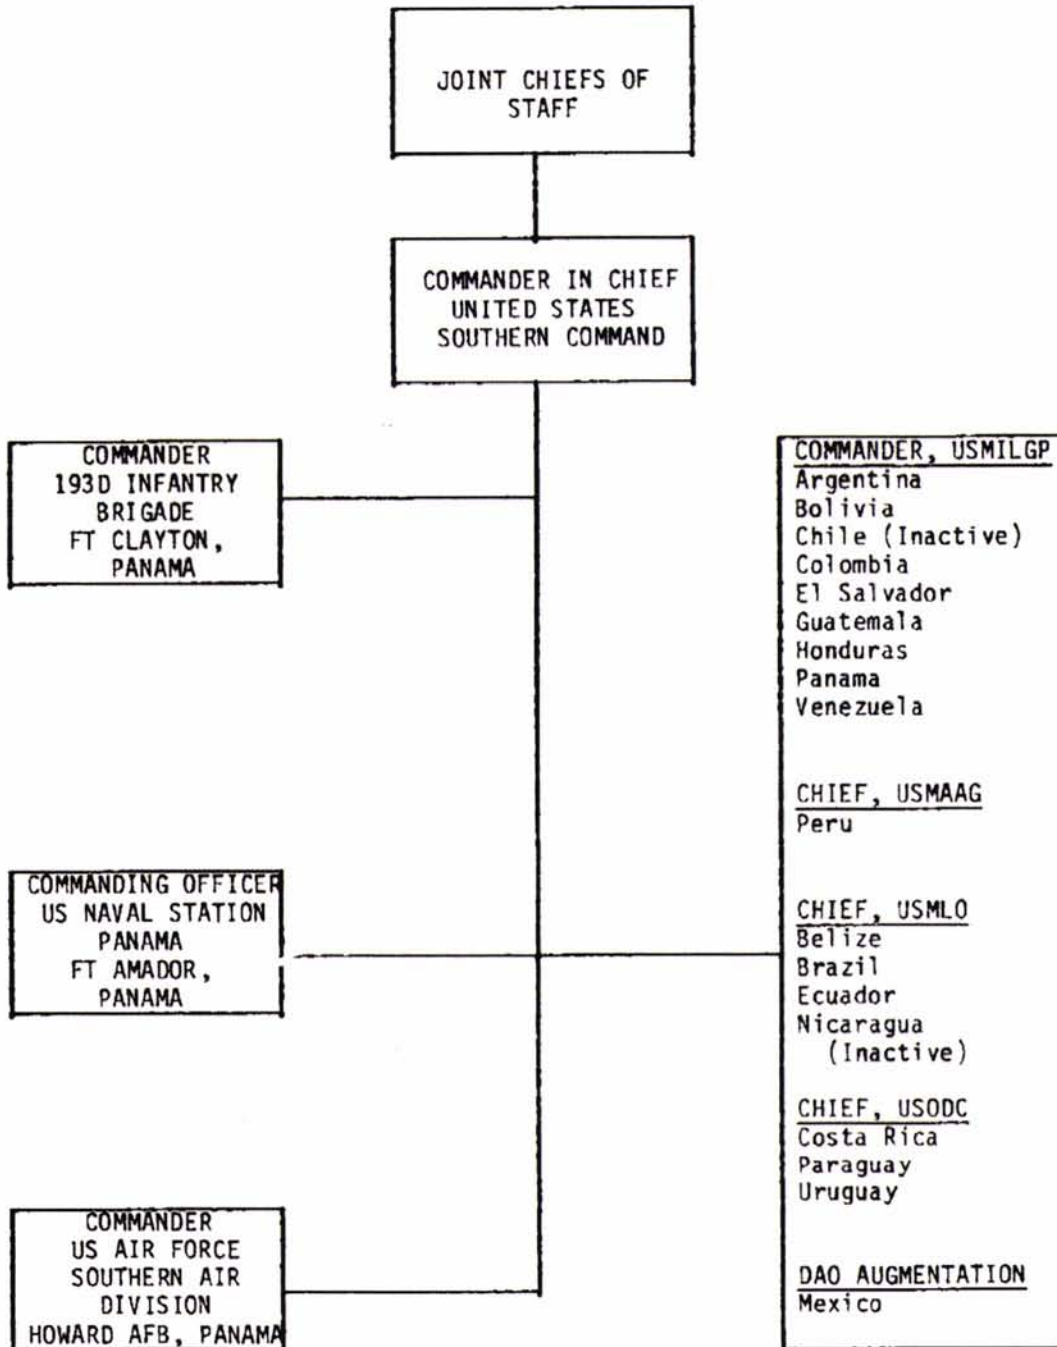 JOINT CHIEFS OF
STAFF
COMMANDER IN CHIEF
UNITED STATES
SOUTHERN COMMAND
COMMANDER
193D INFANTRY
BRIGADE
FT CLAYTON,
PANAMA
COMMANDING OFFICER
US NAVAL STATION
PANAMA
FT AMADOR,
PANAMA
COMMANDER
US AIR FORCE
SOUTHERN AIR
DIVISION
HOWARD AFB, PANAMA
COMMANDER, USMILGP
Argentina
Bolivia
Chile (Inactive)
Colombia
El Salvador
Guatemala
Honduras
Panama
Venezuela
CHIEF, USMAAG
Peru
CHIEF, USMLO
Belize
Brazil
Ecuador
Nicaragua
(Inactive)
CHIEF, USODC
Costa Rica
Paraguay
Uruguay
DAO AUGMENTATION
Mexico